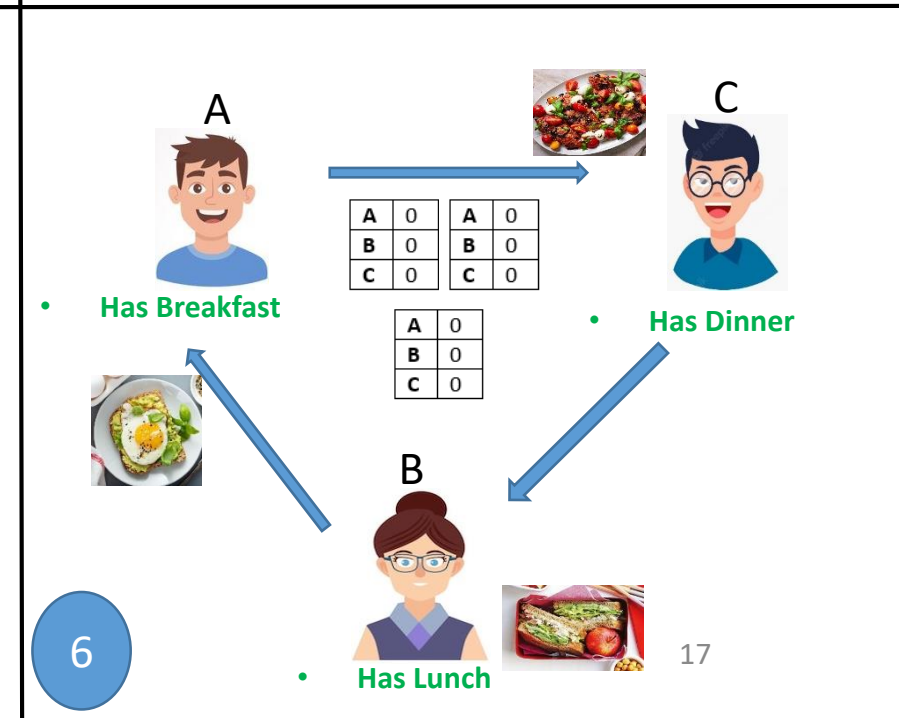 A
C
A 0
B 0
C 0
A 0
B 0
C 0
• Has Breakfast
• Has Dinner
A 0
B 0
C 0
B
6
17
• Has Lunch